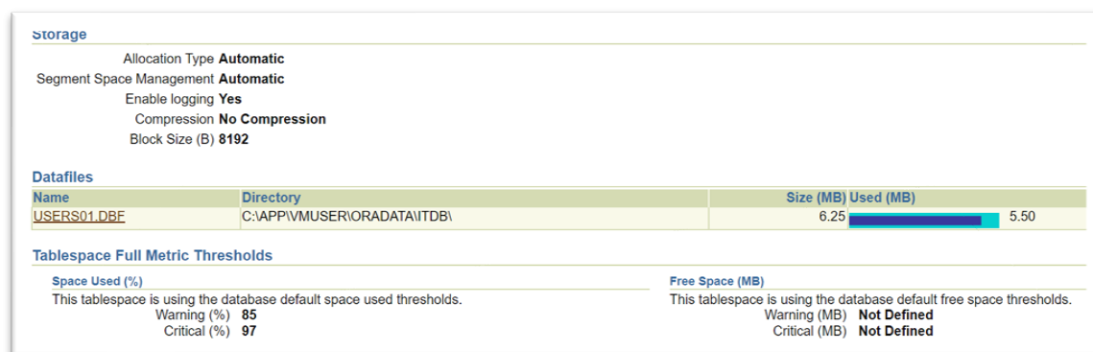 Storage
Allocation Type Automatic
Segment Space Management Automatic
Enable logging Yes
Compression No Compression
Block Size (B) 8192
Datafiles
Name Directory Size (MB) Used (MB)
USERS01.DBF C:\APP\VMUSER\ORADATA\ITDB\ 6.25 5.50
Tablespace Full Metric Thresholds
Space Used (%) Free Space (MB)
This tablespace is using the database default space used thresholds. This tablespace is using the database default free space thresholds.
Warning (%) 85 Warning (MB) Not Defined
Critical (%) 97 Critical (MB) Not Defined